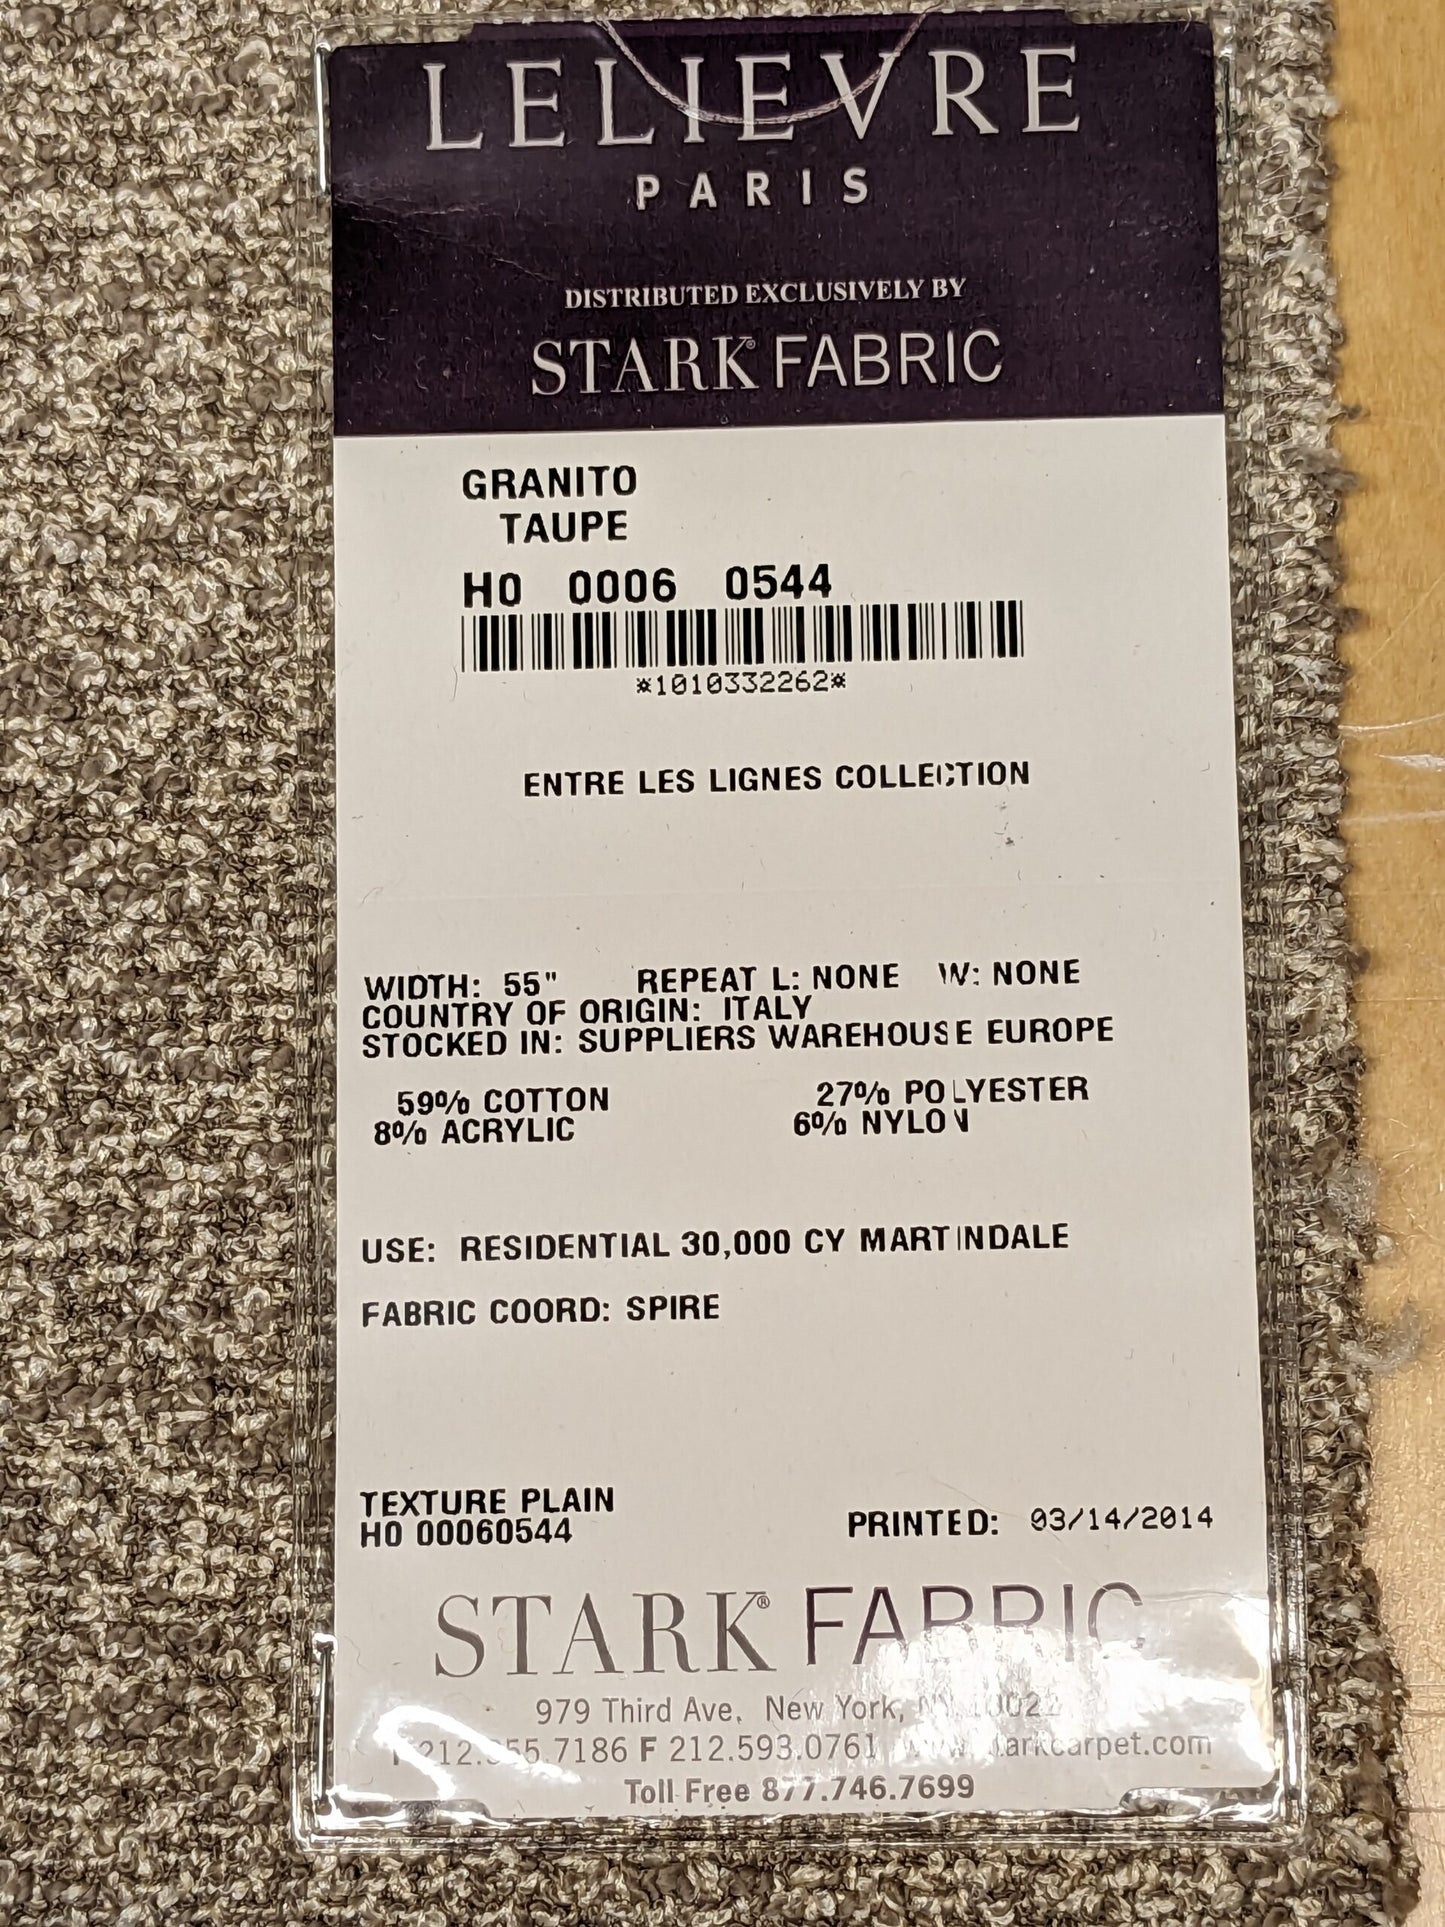 LELIEVRE
PARIS
DISTRIBUTED EXCLUSIVELY BY
STARK® FABRIC
GRANITO
TAUPE
H0 0006 0544
*1010332262*
ENTRE LES LIGNES COLLECTION
WIDTH: 55" REPEAT L: NONE W: NONE
COUNTRY OF ORIGIN: ITALY
STOCKED IN: SUPPLIERS WAREHOUSE EUROPE
59% COTTON 27% POLYESTER
8% ACRYLIC 6% NYLON
USE: RESIDENTIAL 30,000 CY MARTINDALE
FABRIC COORD: SPIRE
TEXTURE PLAIN
H0 00060544 PRINTED: 03/14/2014
STARK® FABRIC
979 Third Ave, New York,
F 212.593.0761
Toll Free 877.746.7699